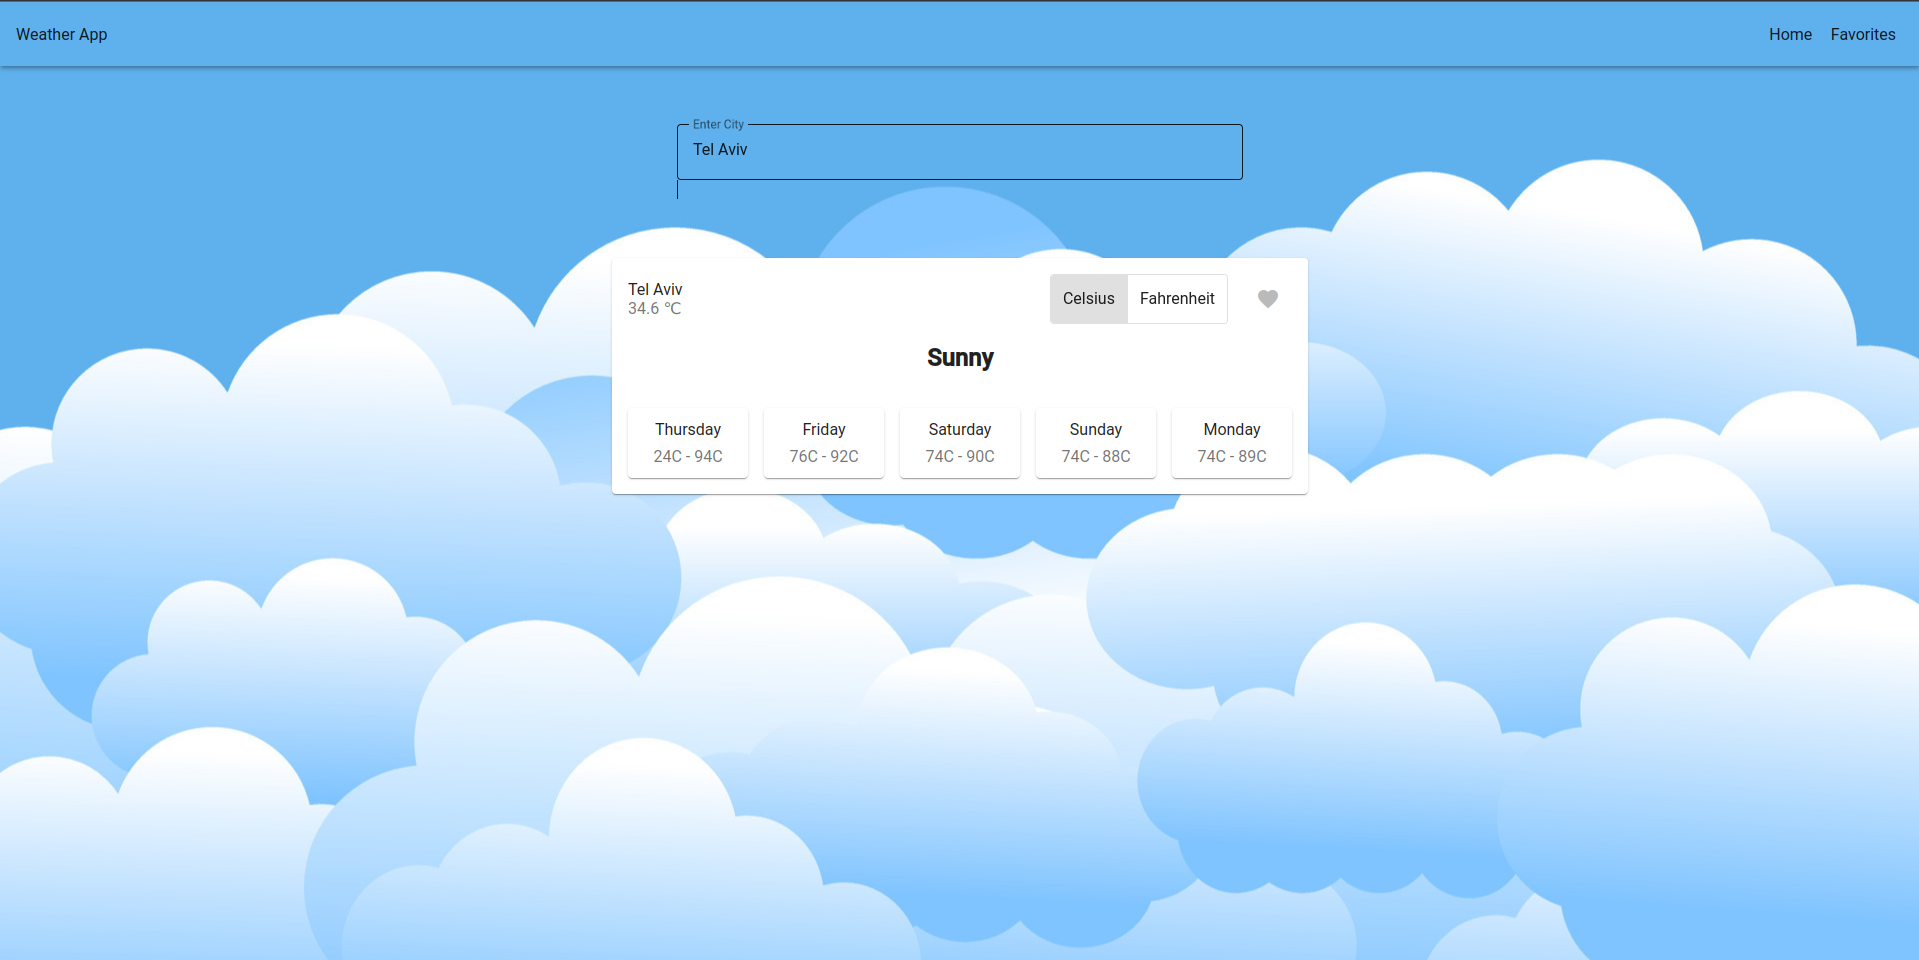 Weather App
Home Favorites
Enter City
Tel Aviv
Tel Aviv
34.6 °C
Celsius Fahrenheit
Sunny
Thursday
24C - 94C
Friday
76C - 92C
Saturday
74C - 90C
Sunday
74C - 88C
Monday
74C - 89C